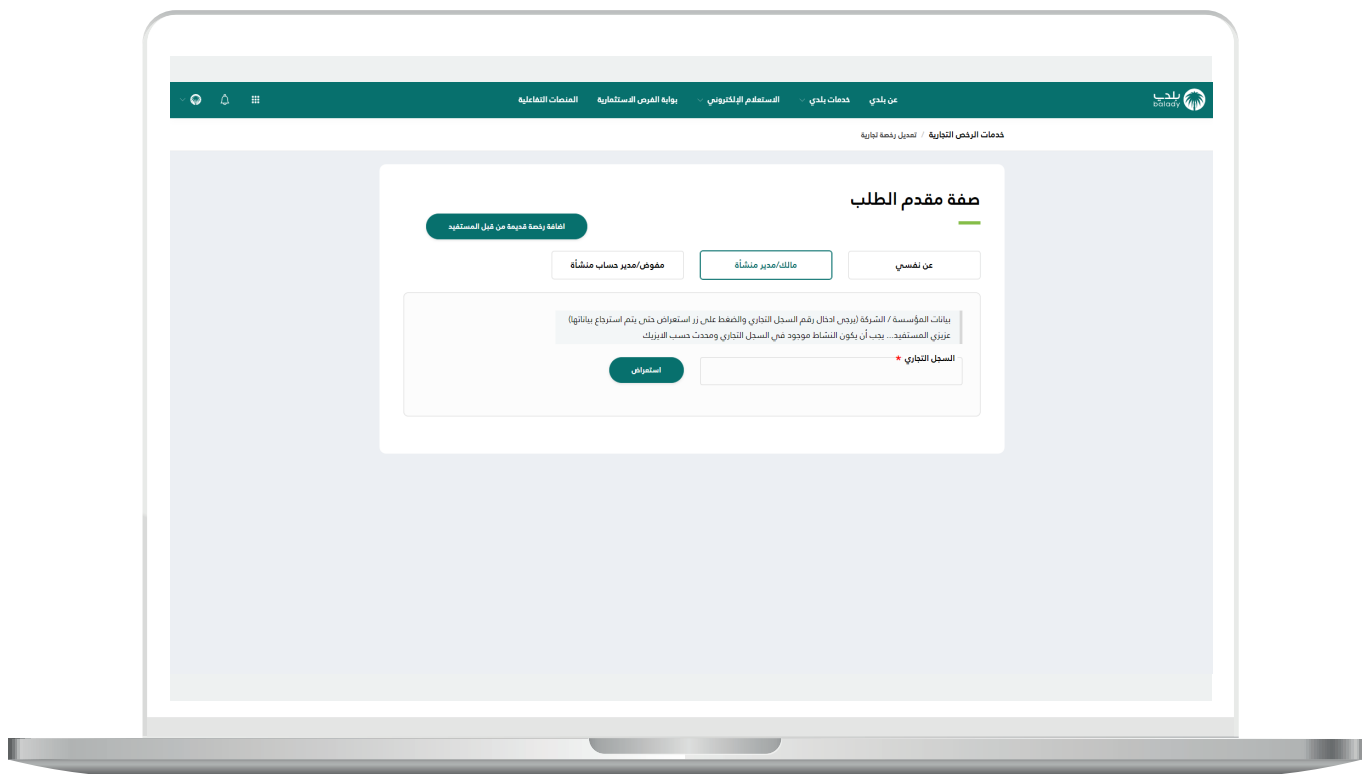 بلدي
balady
عن بلدي
خدمات بلدي
الاستعلام الإلكتروني
بوابة الفرص الاستثمارية
المنصات التفاعلية
خدمات الرخص التجارية / تعديل رخصة تجارية
صفة مقدم الطلب
اضافة رخصة قديمة من قبل المستفيد
عن نفسي
مالك/مدير منشأة
مفوض/مدير حساب منشأة
بيانات المؤسسة / الشركة (يرجى ادخال رقم السجل التجاري والضغط على زر استعراض حتى يتم استرجاع بياناتها)
عزيزي المستفيد... يجب أن يكون النشاط موجود في السجل التجاري ومحدث حسب الايزيك
السجل التجاري *
استعراض